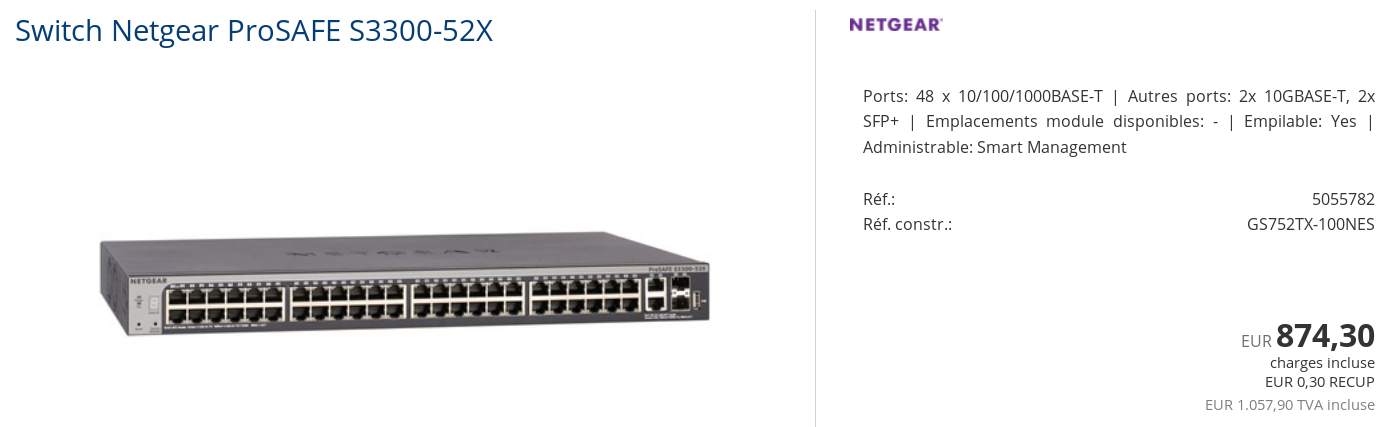 Switch Netgear ProSAFE S3300-52X
NETGEAR
ProSAFE S3300-52X
NETGEAR
NETGEAR
Ports: 48 x 10/100/1000BASE-T | Autres ports: 2x 10GBASE-T, 2x
SFP+ | Emplacements module disponibles: - | Empilable: Yes |
Administrable: Smart Management
Réf.: 5055782
Réf. constr.: GS752TX-100NES
EUR 874,30
charges incluse
EUR 0,30 RECUP
EUR 1.057,90 TVA incluse